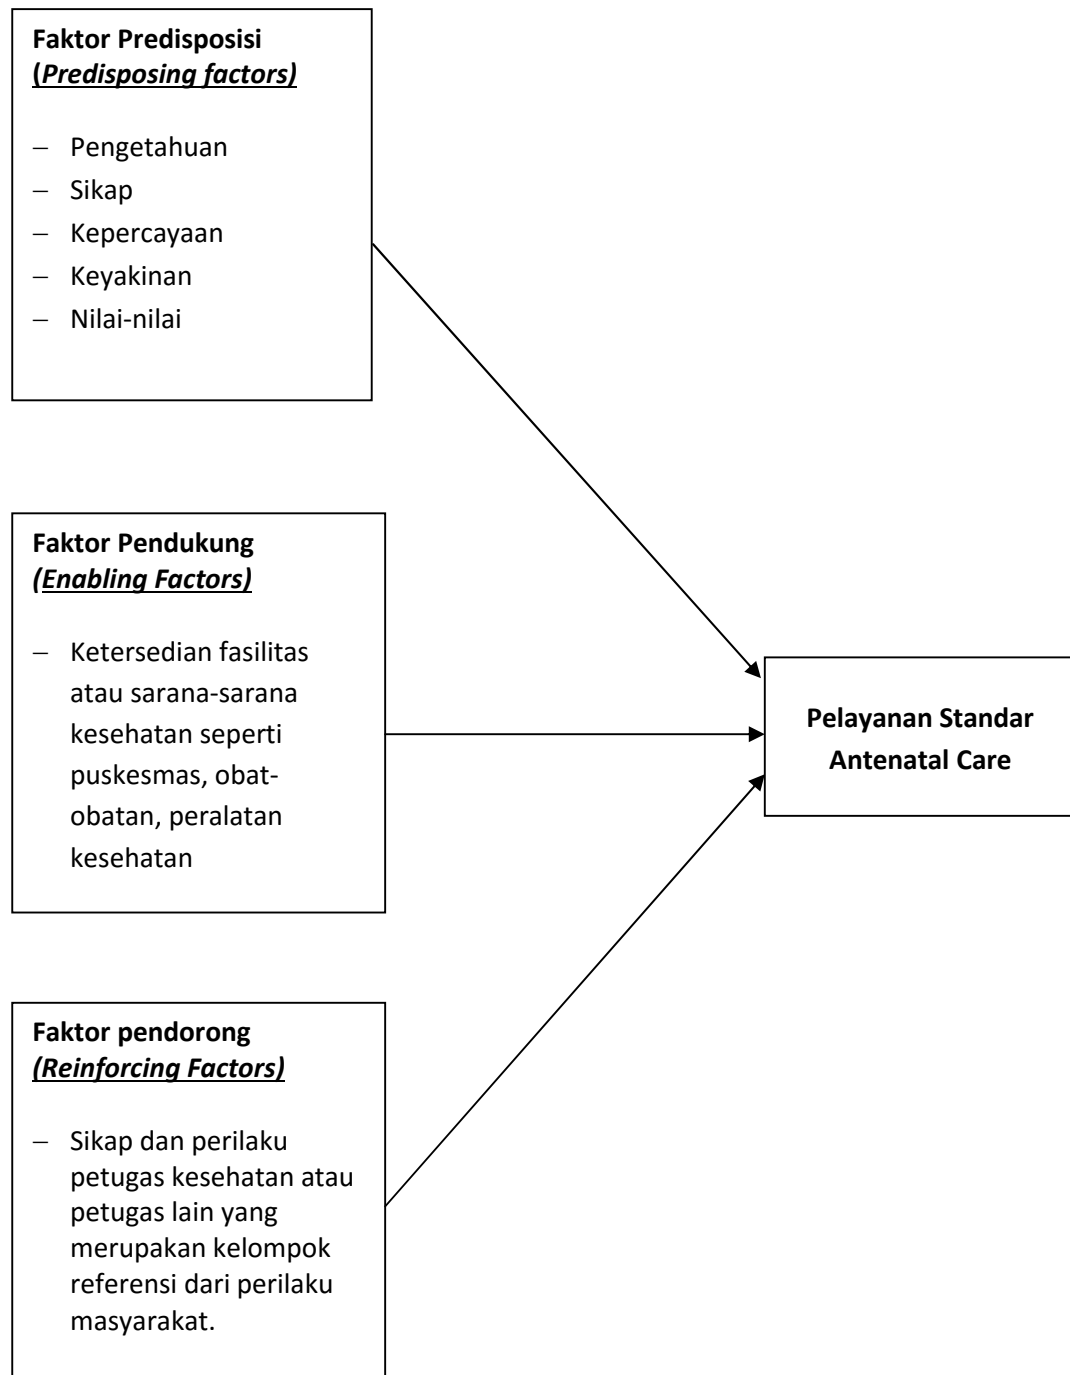 Faktor Predisposisi
(Predisposing factors)
– Pengetahuan
– Sikap
– Kepercayaan
– Keyakinan
– Nilai-nilai
Faktor Pendukung
(Enabling Factors)
– Ketersedian fasilitas
atau sarana-sarana
kesehatan seperti
puskesmas, obat-
obatan, peralatan
kesehatan
Pelayanan Standar
Antenatal Care
Faktor pendorong
(Reinforcing Factors)
– Sikap dan perilaku
petugas kesehatan atau
petugas lain yang
merupakan kelompok
referensi dari perilaku
masyarakat.